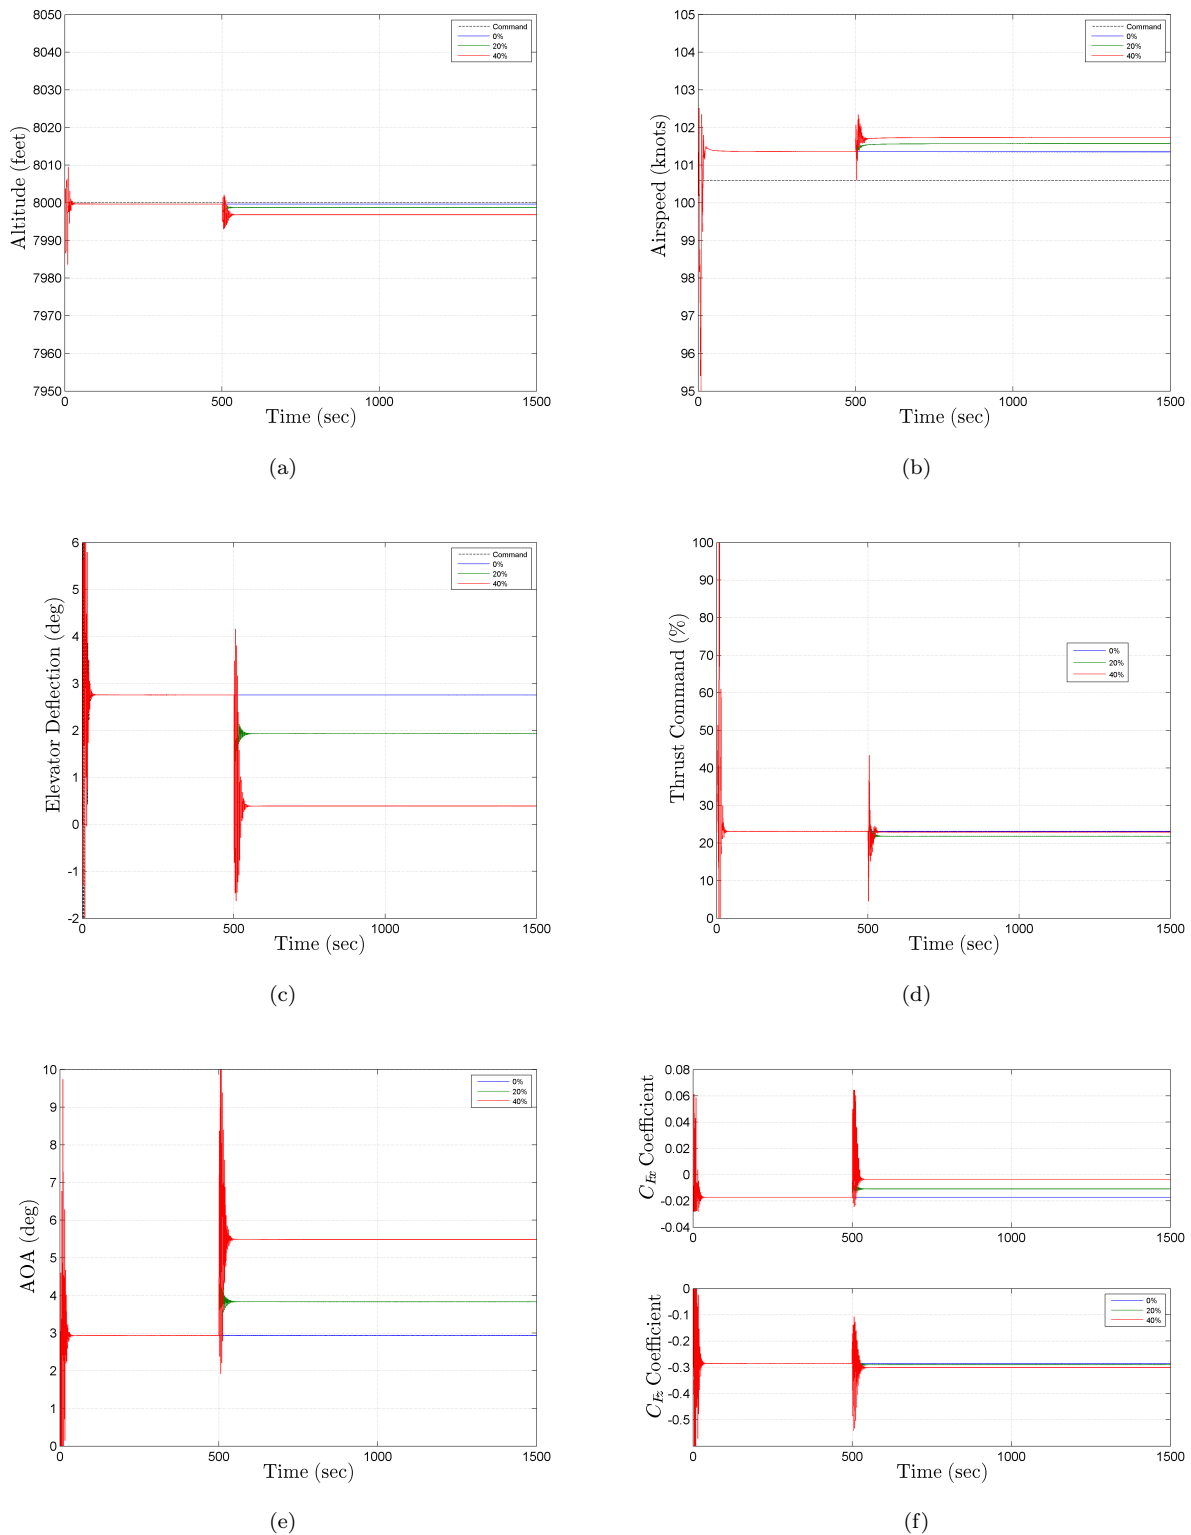 8050
8040
8030
8020
8010
8000
7990
7980
7970
7960
7950
Altitude (feet)
0 500 1000 1500
Time (sec)
Command
0%
20%
40%
(a)
105
104
103
102
101
100
99
98
97
96
95
Airspeed (knots)
0 500 1000 1500
Time (sec)
Command
0%
20%
40%
(b)
6
5
4
3
2
1
0
-1
-2
Elevator Deflection (deg)
0 500 1000 1500
Time (sec)
Command
0%
20%
40%
(c)
100
90
80
70
60
50
40
30
20
10
0
Thrust Command (%)
0 500 1000 1500
Time (sec)
0%
20%
40%
(d)
10
9
8
7
6
5
4
3
2
1
0
AOA (deg)
0 500 1000 1500
Time (sec)
0%
20%
40%
(e)
0.08
0.06
0.04
0.02
0
-0.02
-0.04
C_Fx Coefficient
0 500 1000 1500
0
-0.1
-0.2
-0.3
-0.4
-0.5
C_Fz Coefficient
0 500 1000 1500
Time (sec)
0%
20%
40%
(f)